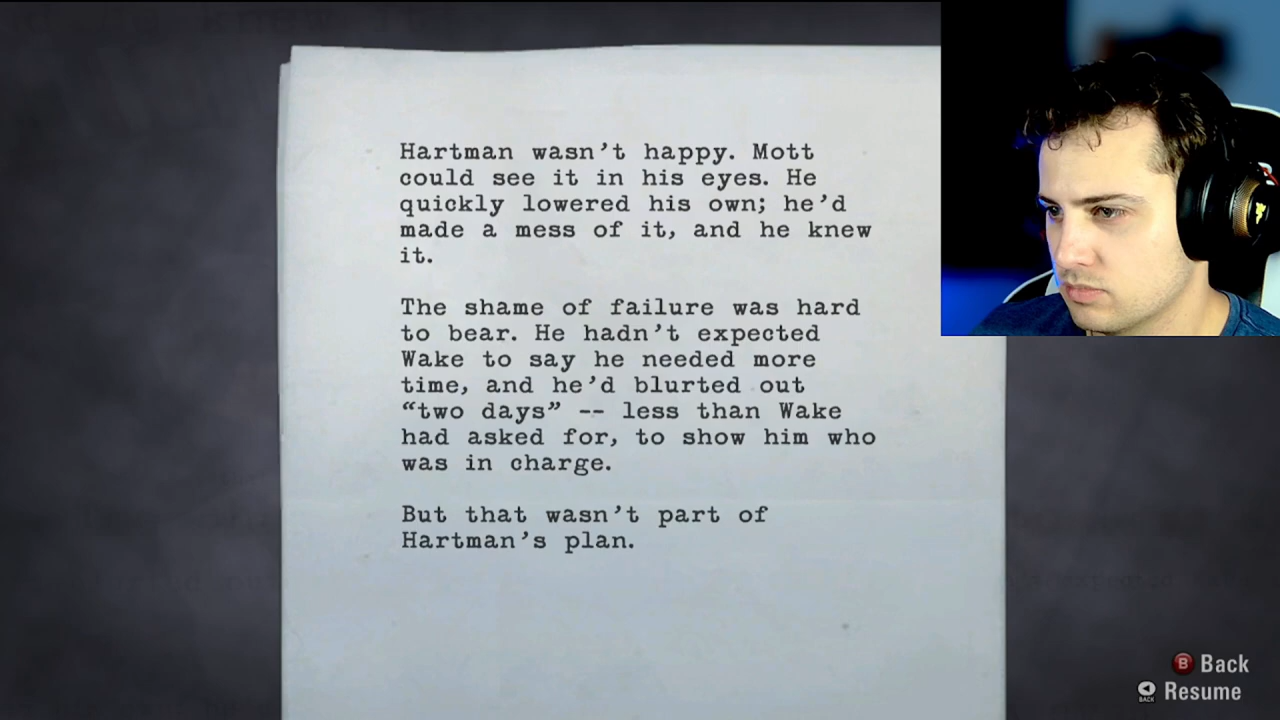 Hartman wasn’t happy. Mott
could see it in his eyes. He
quickly lowered his own; he’d
made a mess of it, and he knew
it.
The shame of failure was hard
to bear. He hadn’t expected
Wake to say he needed more
time, and he’d blurted out
“two days” -- less than Wake
had asked for, to show him who
was in charge.
But that wasn’t part of
Hartman’s plan.
B Back
BACK Resume